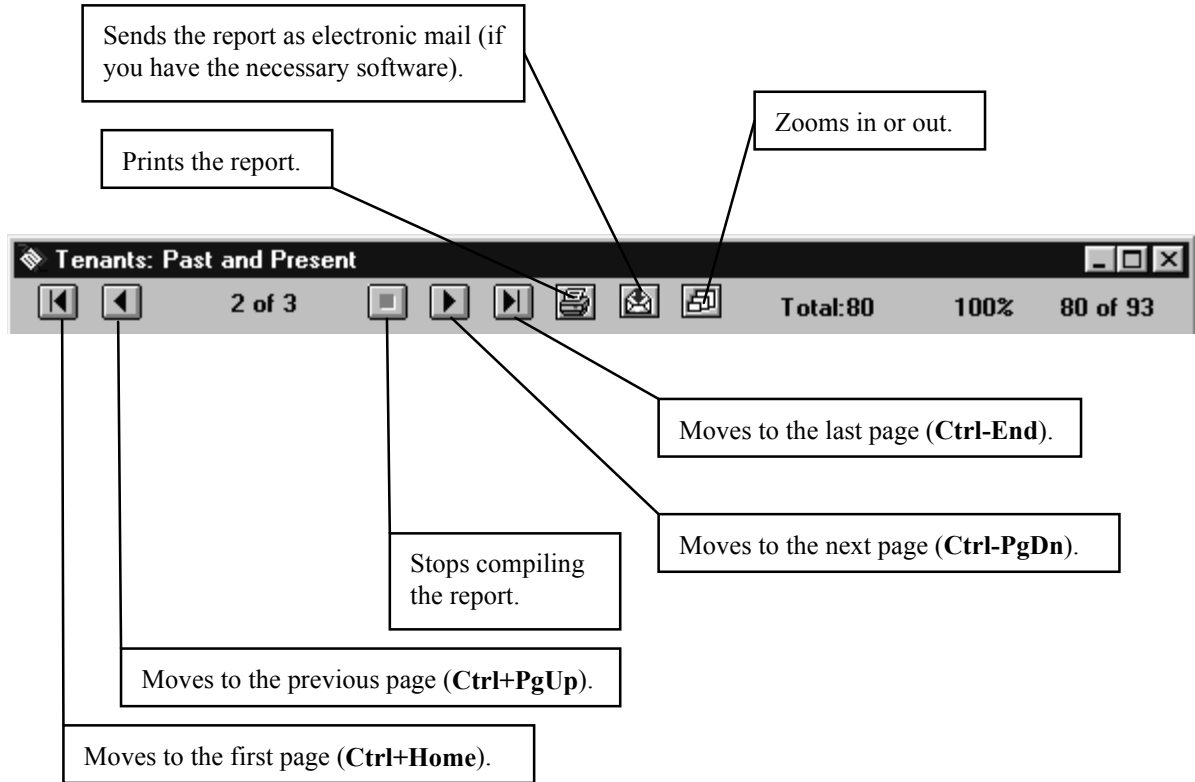 Sends the report as electronic mail (if
you have the necessary software).
Zooms in or out.
Prints the report.
Tenants: Past and Present
2 of 3
Total:80
100%
80 of 93
Moves to the last page (Ctrl-End).
Moves to the next page (Ctrl-PgDn).
Stops compiling
the report.
Moves to the previous page (Ctrl+PgUp).
Moves to the first page (Ctrl+Home).